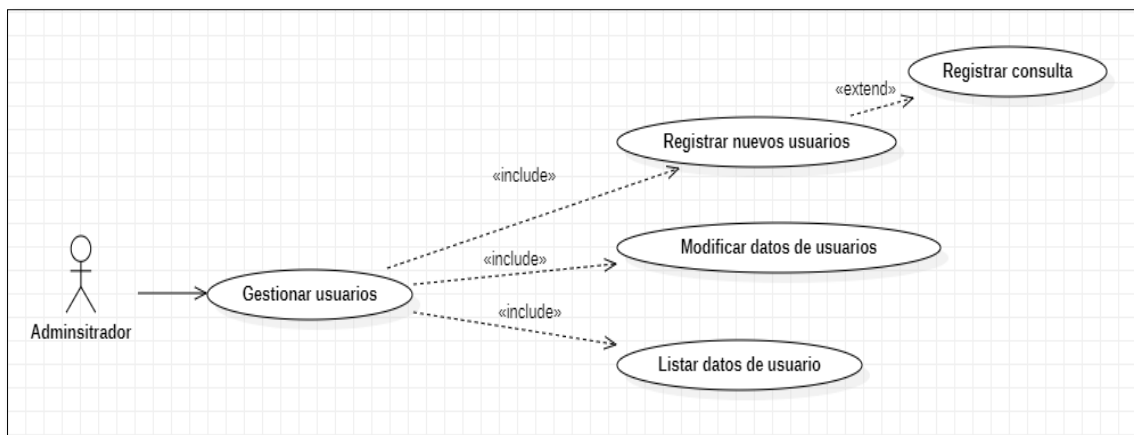 Registrar consulta
«extend»
Registrar nuevos usuarios
«include»
Modificar datos de usuarios
«include»
Gestionar usuarios
«include»
Adminsitrador
Listar datos de usuario